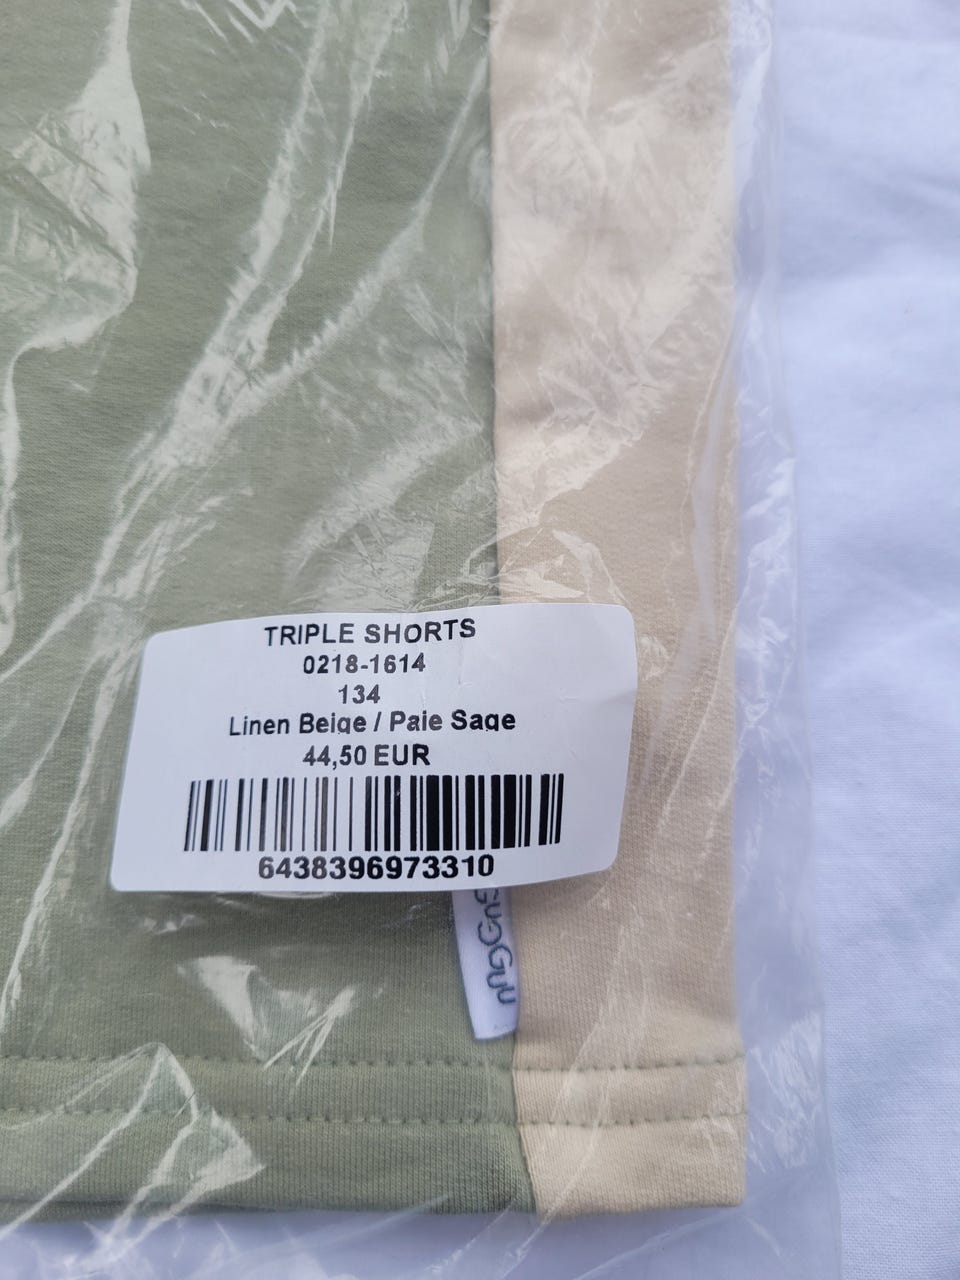 TRIPLE SHORTS
0218-1614
134
Linen Beige / Pale Sage
44,50 EUR
6438396973310